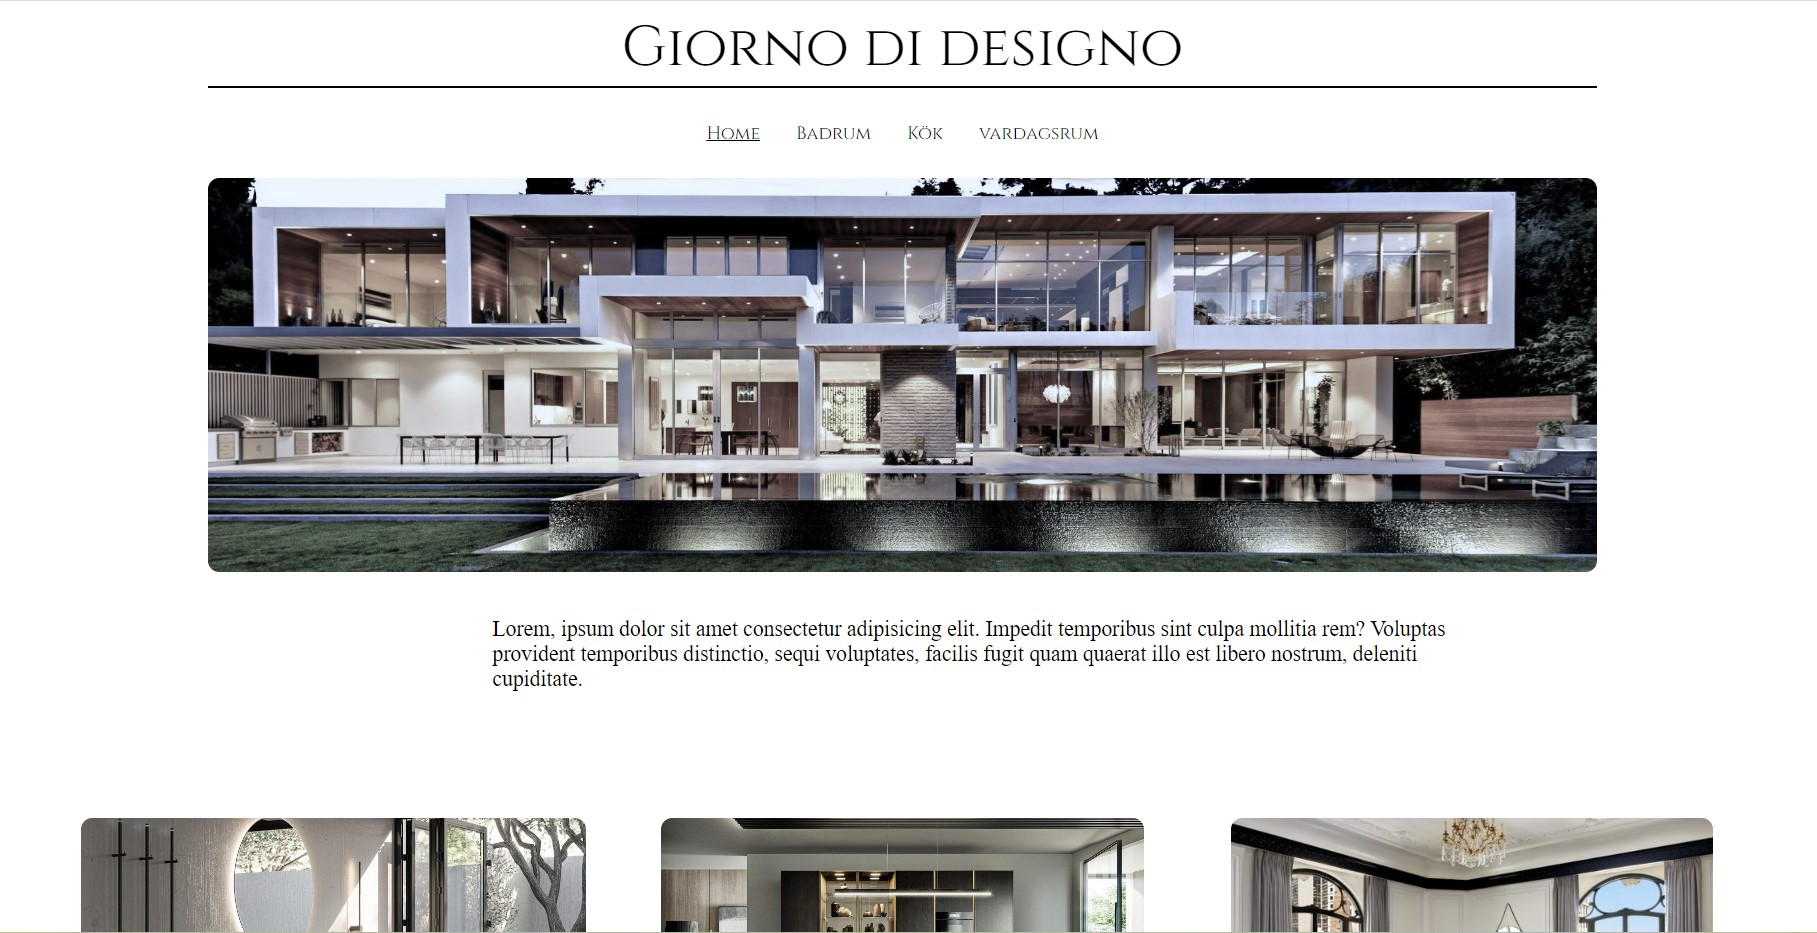 Giorno di designo
Home Badrum Kök vardagsrum
Lorem, ipsum dolor sit amet consectetur adipisicing elit. Impedit temporibus sint culpa mollitia rem? Voluptas
provident temporibus distinctio, sequi voluptates, facilis fugit quam quaerat illo est libero nostrum, deleniti
cupiditate.